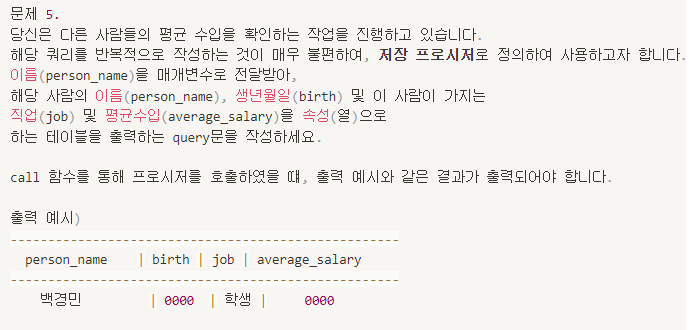 문제 5.
당신은 다른 사람들의 평균 수입을 확인하는 작업을 진행하고 있습니다.
해당 쿼리를 반복적으로 작성하는 것이 매우 불편하여, 저장 프로시저로 정의하여 사용하고자 합니다.
이름(person_name)을 매개변수로 전달받아,
해당 사람의 이름(person_name), 생년월일(birth) 및 이 사람이 가지는
직업(job) 및 평균수입(average_salary)을 속성(열)으로
하는 테이블을 출력하는 query문을 작성하세요.
call 함수를 통해 프로시저를 호출하였을 떄, 출력 예시와 같은 결과가 출력되어야 합니다.
출력 예시)
----------------------------------------------------
person_name | birth | job | average_salary
----------------------------------------------------
백경민 | 0000 | 학생 | 0000